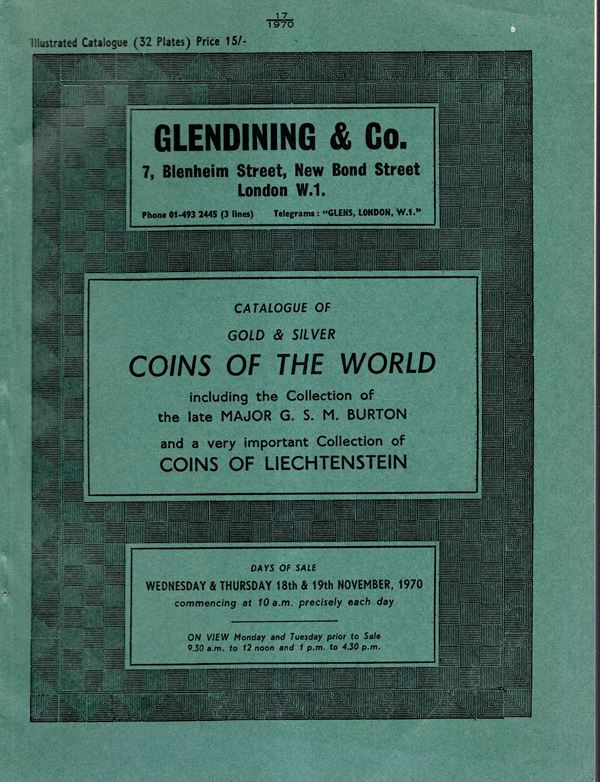 17
1970
Illustrated Catalogue (32 Plates) Price 15/-
GLENDINING & Co.
7, Blenheim Street, New Bond Street
London W.1.
Phone 01-493 2445 (3 lines) Telegrams: "GLENS, LONDON, W.1."
CATALOGUE OF
GOLD & SILVER
COINS OF THE WORLD
including the Collection of
the late MAJOR G. S. M. BURTON
and a very important Collection of
COINS OF LIECHTENSTEIN
DAYS OF SALE
WEDNESDAY & THURSDAY 18th & 19th NOVEMBER, 1970
commencing at 10 a.m. precisely each day
ON VIEW Monday and Tuesday prior to Sale
9.30 a.m. to 12 noon and 1 p.m. to 4.30 p.m.